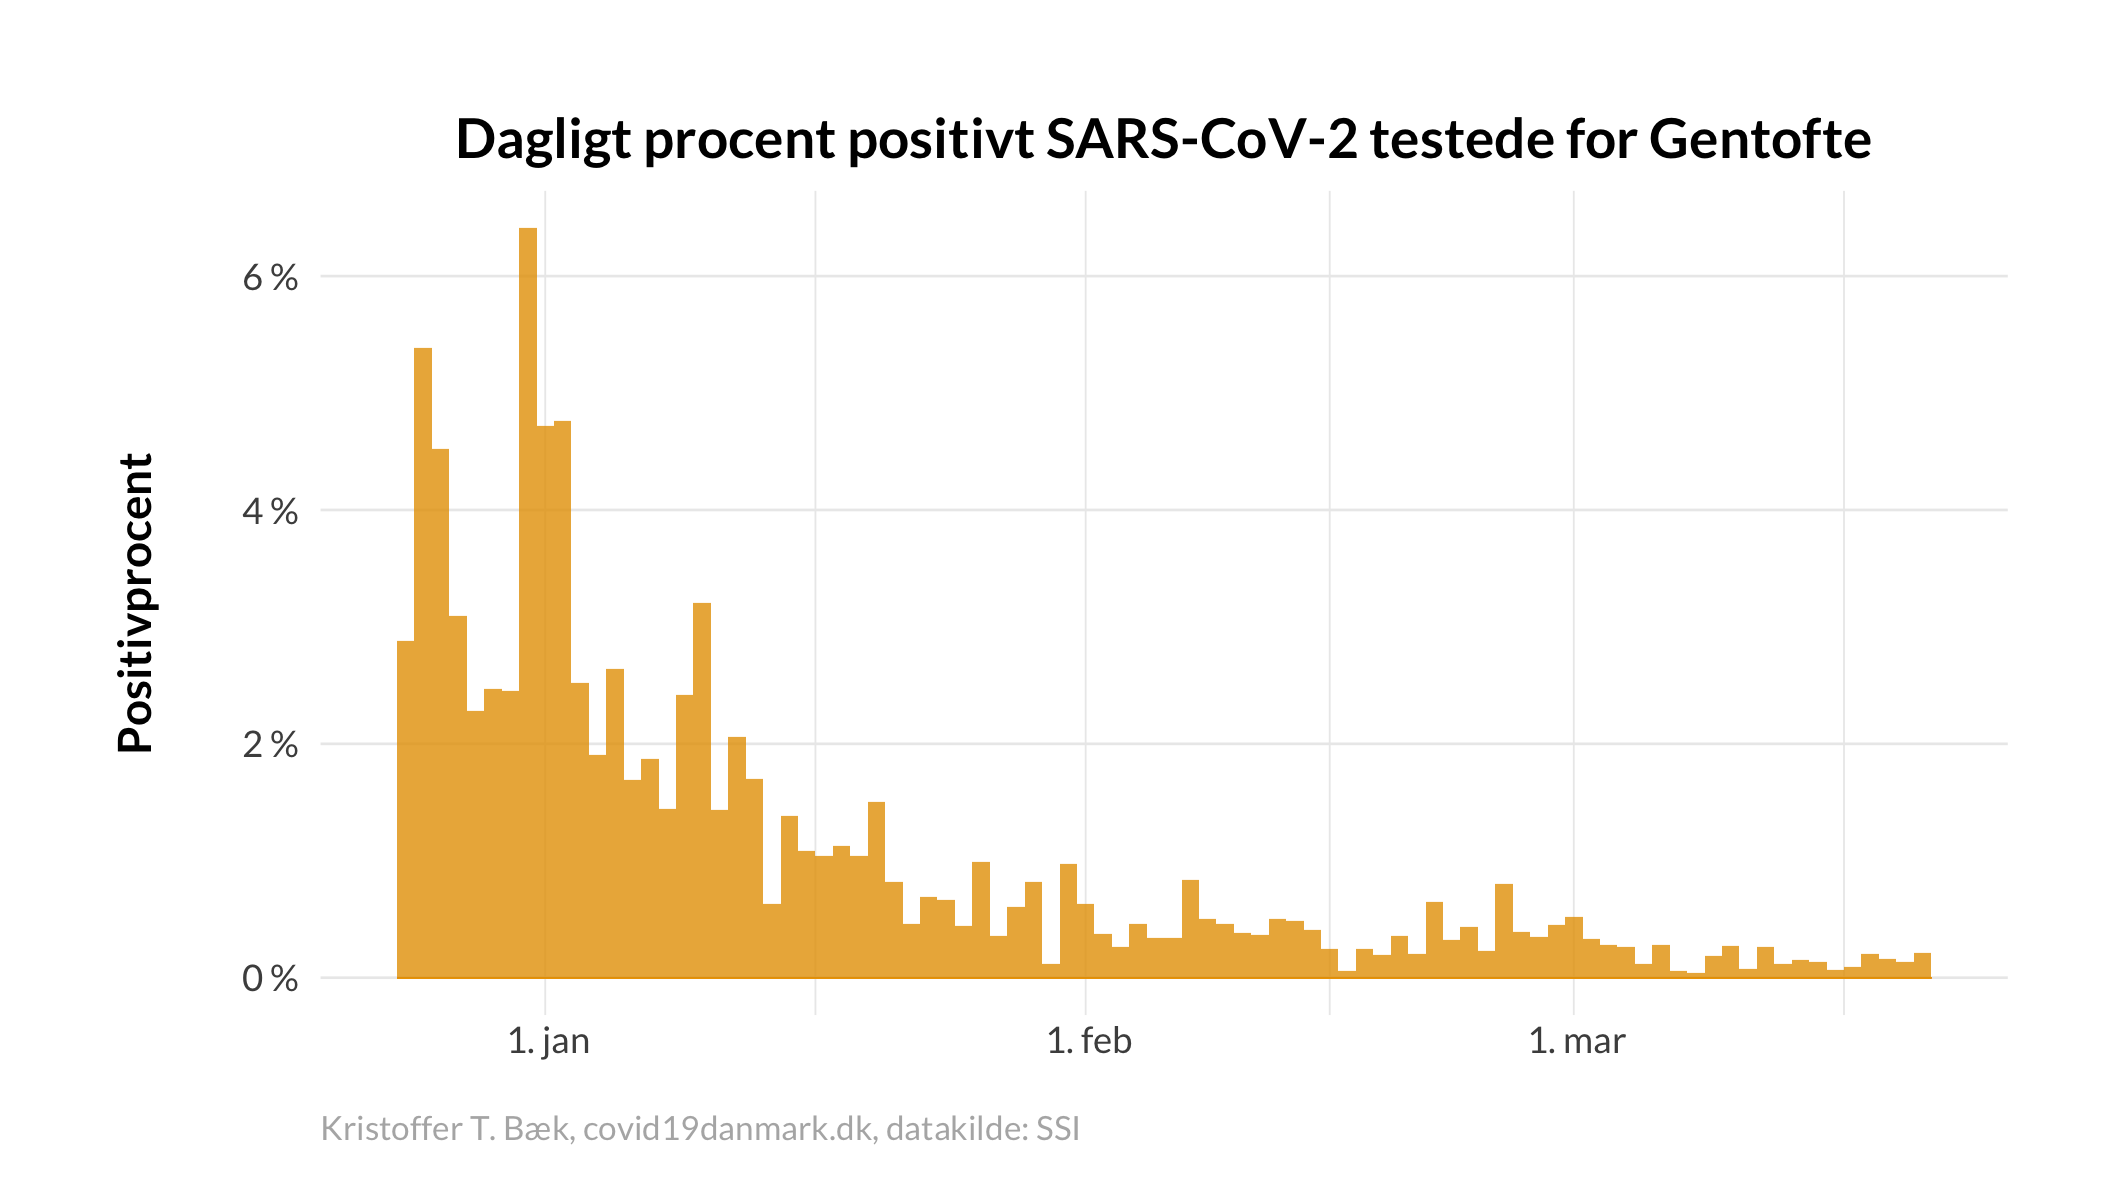 Dagligt procent positivt SARS-CoV-2 testede for Gentofte
Positivprocent
6 %
4 %
2 %
0 %
1. jan
1. feb
1. mar
Kristoffer T. Bæk, covid19danmark.dk, datakilde: SSI